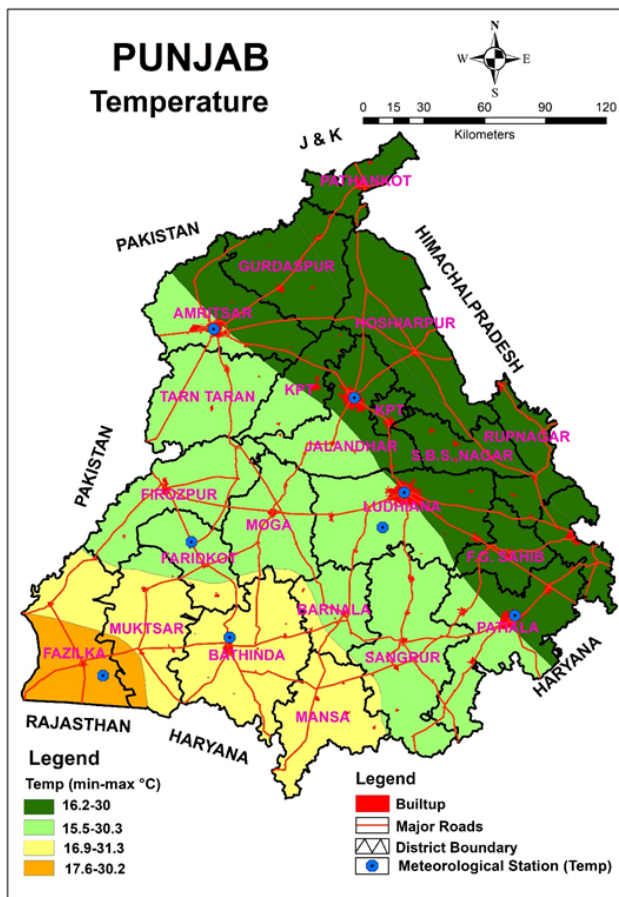 PUNJAB
Temperature
N
W
E
S
0 15 30 60 90 120
Kilometers
J & K
PATHANKOT
PAKISTAN
GURDASPUR
HIMACHALPRADESH
AMRITSAR
HOSHIARPUR
TARN TARAN
KPT
KPT
JALANDHAR
S.B.S.,NAGAR
RUPNAGAR
PAKISTAN
FIROZPUR
LUDHIANA
MOGA
FARIDKOT
F.G. SAHIB
BARNALA
MUKTSAR
PATIALA
FAZILKA
BATHINDA
SANGRUR
HARYANA
MANSA
RAJASTHAN
HARYANA
Legend
Temp (min-max °C)
16.2-30
15.5-30.3
16.9-31.3
17.6-30.2
Legend
Builtup
Major Roads
District Boundary
Meteorological Station (Temp)